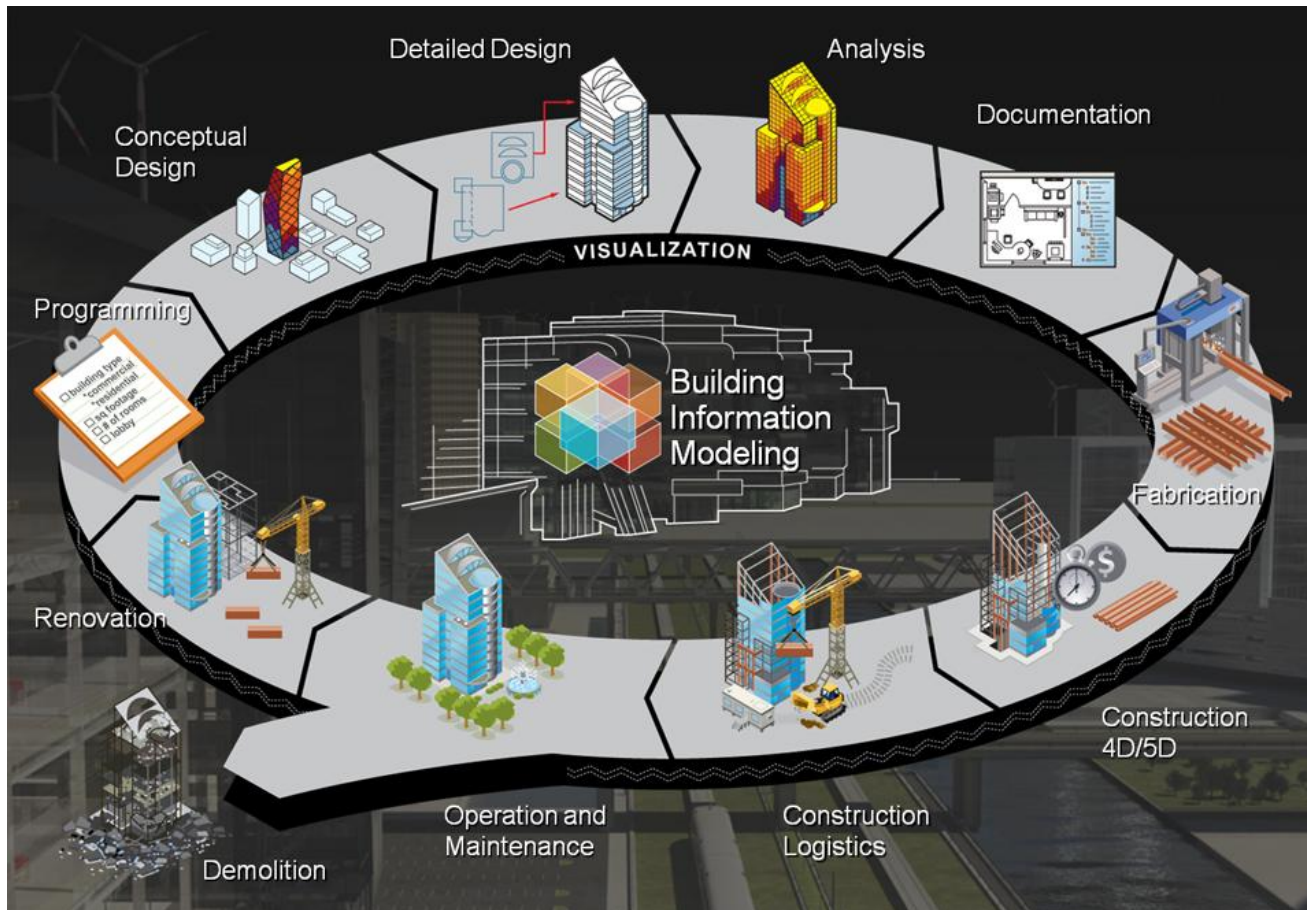 Detailed Design
Analysis
Documentation
Conceptual
Design
VISUALIZATION
Programming
building type
*commercial
*residential
sq footage
# of rooms
lobby
Building
Information
Modeling
$
Fabrication
Renovation
Construction
4D/5D
Operation and
Maintenance
Construction
Logistics
Demolition